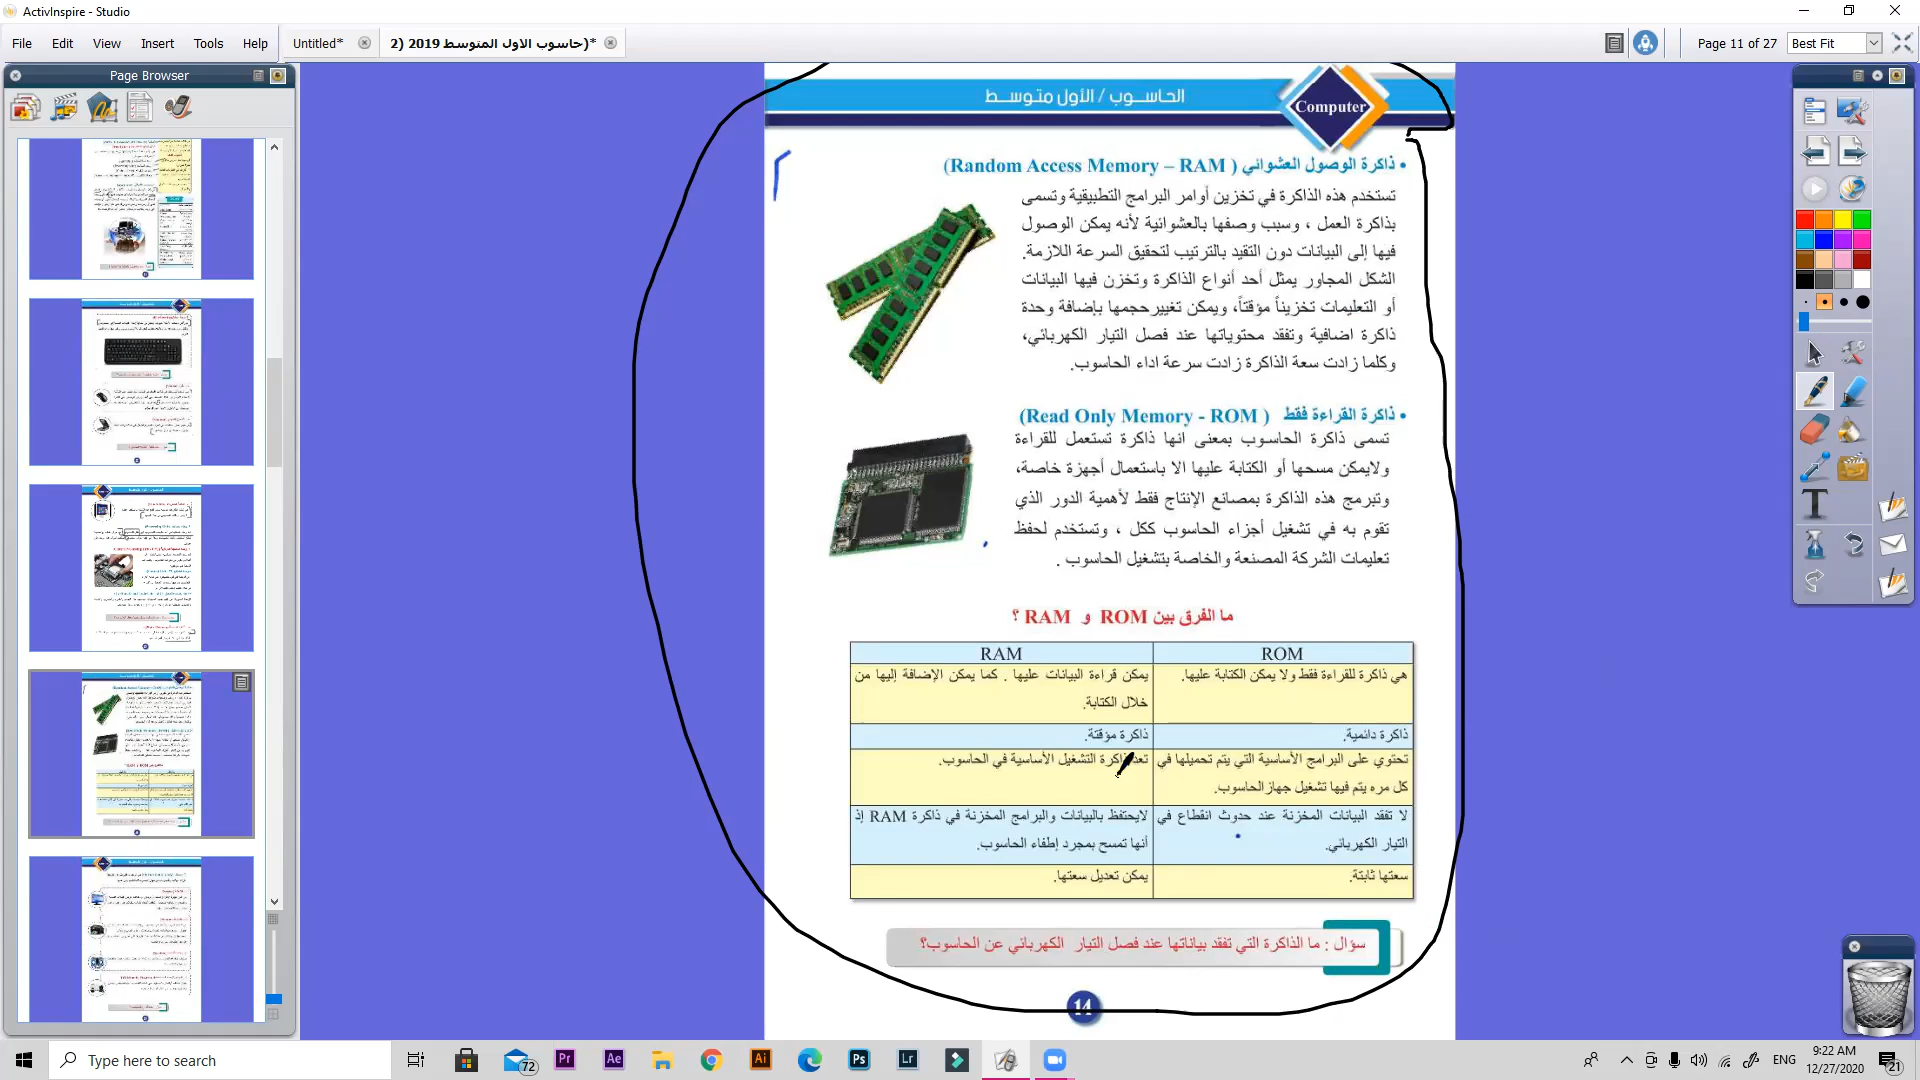 ActivInspire - Studio
File Edit View Insert Tools Help
Untitled*
حاسوب الاول المتوسط 2019 (2)*
Page 11 of 27
Best Fit
Page Browser
الحاســوب / الأول متـوســط
Computer
• ذاكرة الوصول العشوائي (Random Access Memory – RAM )
تستخدم هذه الذاكرة في تخزين أوامر البرامج التطبيقية وتسمى
بذاكرة العمل ، وسبب وصفها بالعشوائية لأنه يمكن الوصول
فيها إلى البيانات دون التقيد بالترتيب لتحقيق السرعة اللازمة.
الشكل المجاور يمثل أحد أنواع الذاكرة وتخزن فيها البيانات
أو التعليمات تخزيناً مؤقتاً، ويمكن تغييرحجمها بإضافة وحدة
ذاكرة اضافية وتفقد محتوياتها عند فصل التيار الكهربائي،
وكلما زادت سعة الذاكرة زادت سرعة اداء الحاسوب.
• ذاكرة القراءة فقط (Read Only Memory - ROM )
تسمى ذاكرة الحاسوب بمعنى انها ذاكرة تستعمل للقراءة
ولايمكن مسحها أو الكتابة عليها الا باستعمال أجهزة خاصة،
وتبرمج هذه الذاكرة بمصانع الإنتاج فقط لأهمية الدور الذي
تقوم به في تشغيل أجزاء الحاسوب ككل ، وتستخدم لحفظ
تعليمات الشركة المصنعة والخاصة بتشغيل الحاسوب .
ما الفرق بين ROM و RAM ؟
ROM RAM
هي ذاكرة للقراءة فقط ولا يمكن الكتابة عليها.
يمكن قراءة البيانات عليها . كما يمكن الإضافة إليها من
خلال الكتابة.
ذاكرة دائمية.
ذاكرة مؤقتة.
تحتوي على البرامج الأساسية التي يتم تحميلها في
كل مره يتم فيها تشغيل جهازالحاسوب.
تعد ذاكرة التشغيل الأساسية في الحاسوب.
لا تفقد البيانات المخزنة عند حدوث انقطاع في
التيار الكهربائي.
لايحتفظ بالبيانات والبرامج المخزنة في ذاكرة RAM إذ
أنها تمسح بمجرد إطفاء الحاسوب.
سعتها ثابتة.
يمكن تعديل سعتها.
سؤال : ما الذاكرة التي تفقد بياناتها عند فصل التيار الكهربائي عن الحاسوب؟
14
Type here to search
72
Pr
Ae
Ai
Ps
Lr
ENG
9:22 AM
12/27/2020
21